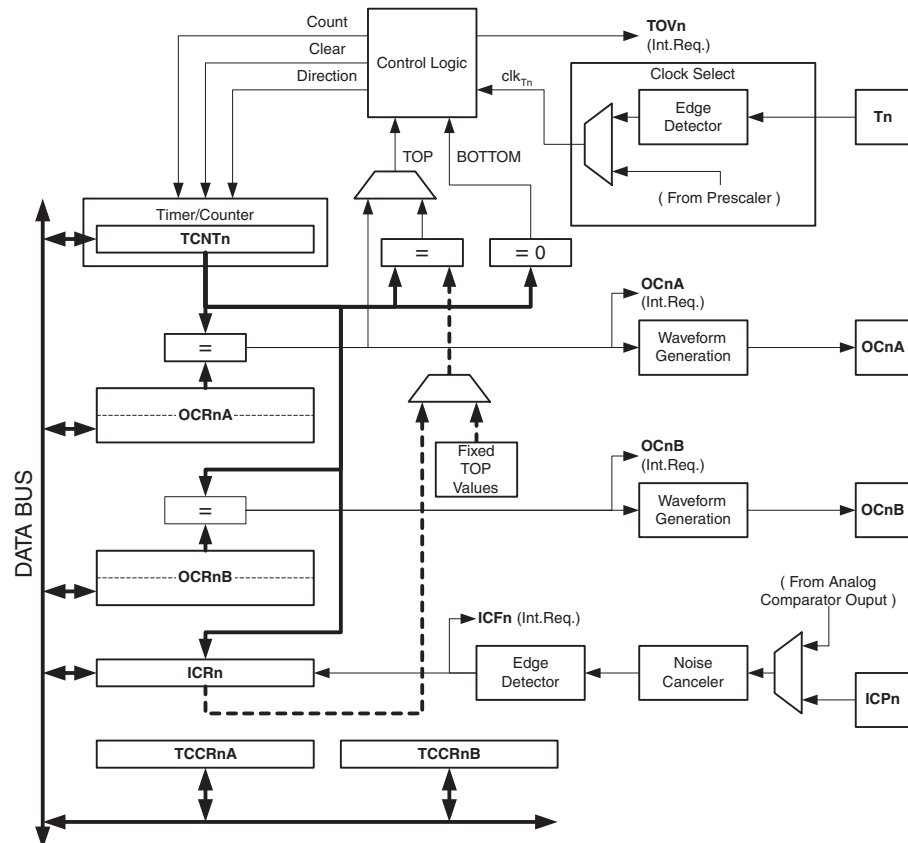 Count
Clear
Direction
Control Logic
TOVn
(Int.Req.)
clkTn
Clock Select
Edge
Detector
Tn
( From Prescaler )
TOP
BOTTOM
Timer/Counter
TCNTn
=
= 0
=
OCRnA
OCnA
(Int.Req.)
Waveform
Generation
OCnA
Fixed
TOP
Values
=
OCRnB
OCnB
(Int.Req.)
Waveform
Generation
OCnB
DATA BUS
( From Analog
Comparator Ouput )
ICFn (Int.Req.)
ICRn
Edge
Detector
Noise
Canceler
ICPn
TCCRnA
TCCRnB